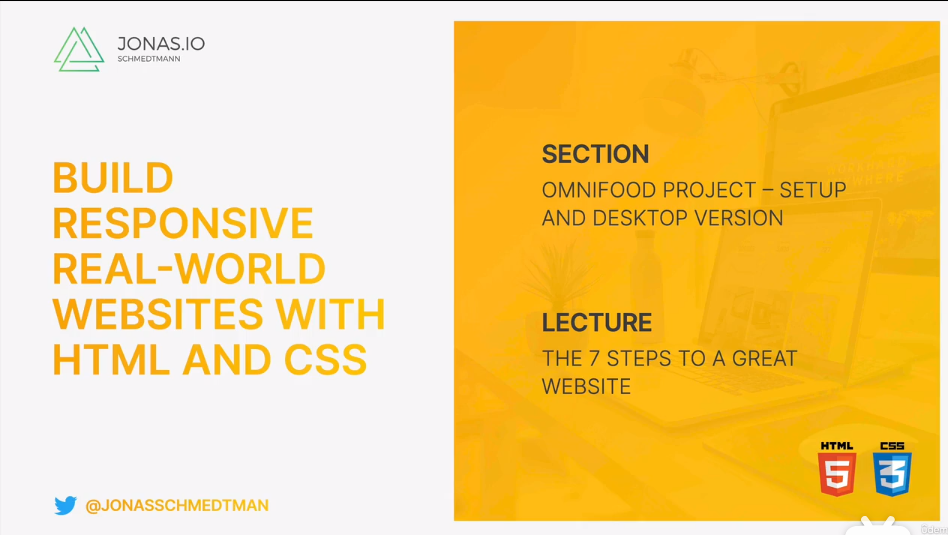 JONAS.IO
SCHMEDTMANN
BUILD
RESPONSIVE
REAL-WORLD
WEBSITES WITH
HTML AND CSS
@JONASSCHMEDTMAN
SECTION
OMNIFOOD PROJECT – SETUP
AND DESKTOP VERSION
LECTURE
THE 7 STEPS TO A GREAT
WEBSITE
HTML CSS
5 3